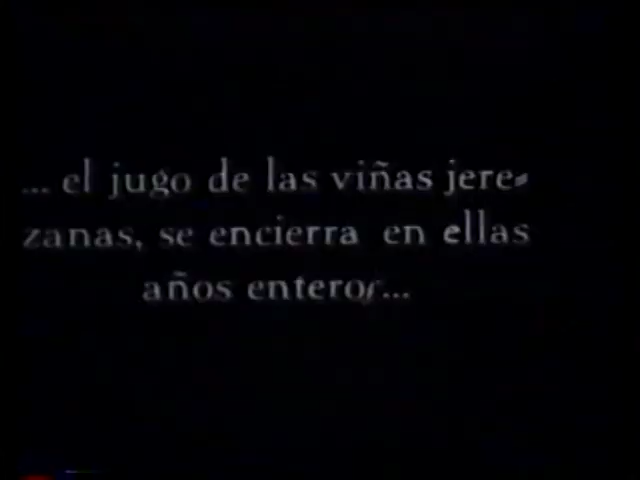 ... el jugo de las viñas jere-
zanas, se encierra en ellas
años enteros...